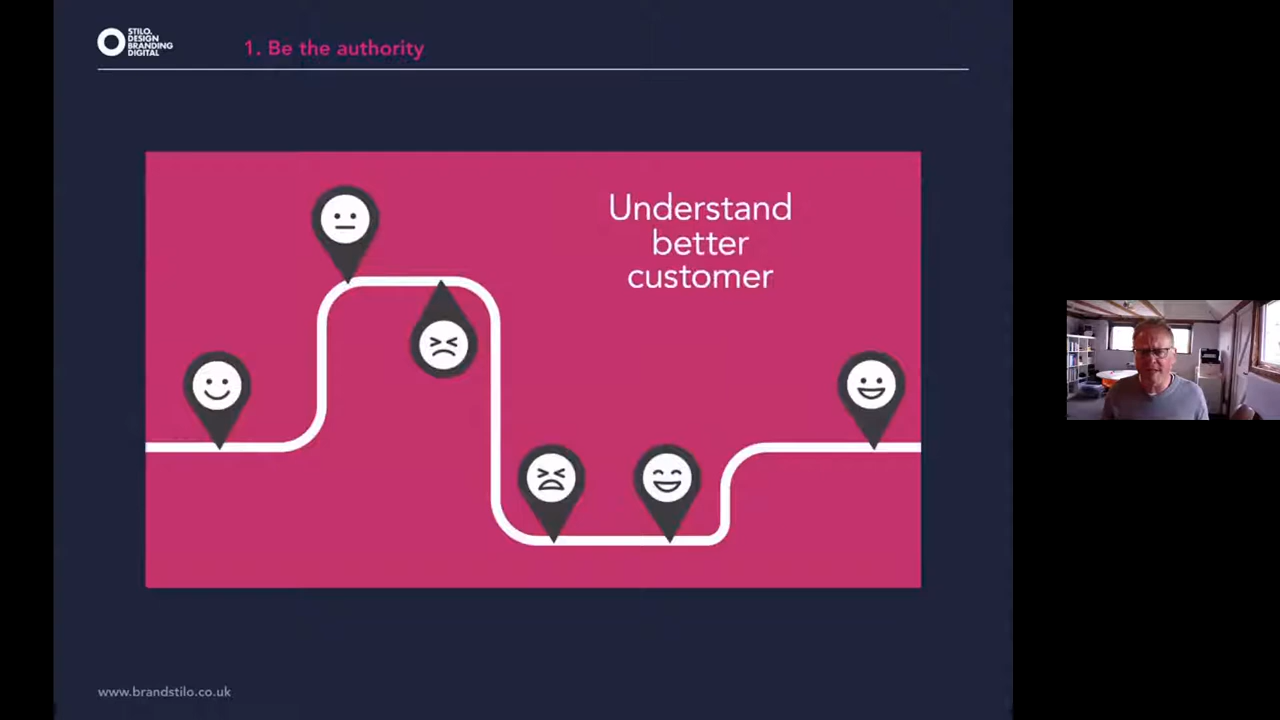 STILO.
DESIGN
BRANDING
DIGITAL
1. Be the authority
Understand
better
customer
www.brandstilo.co.uk